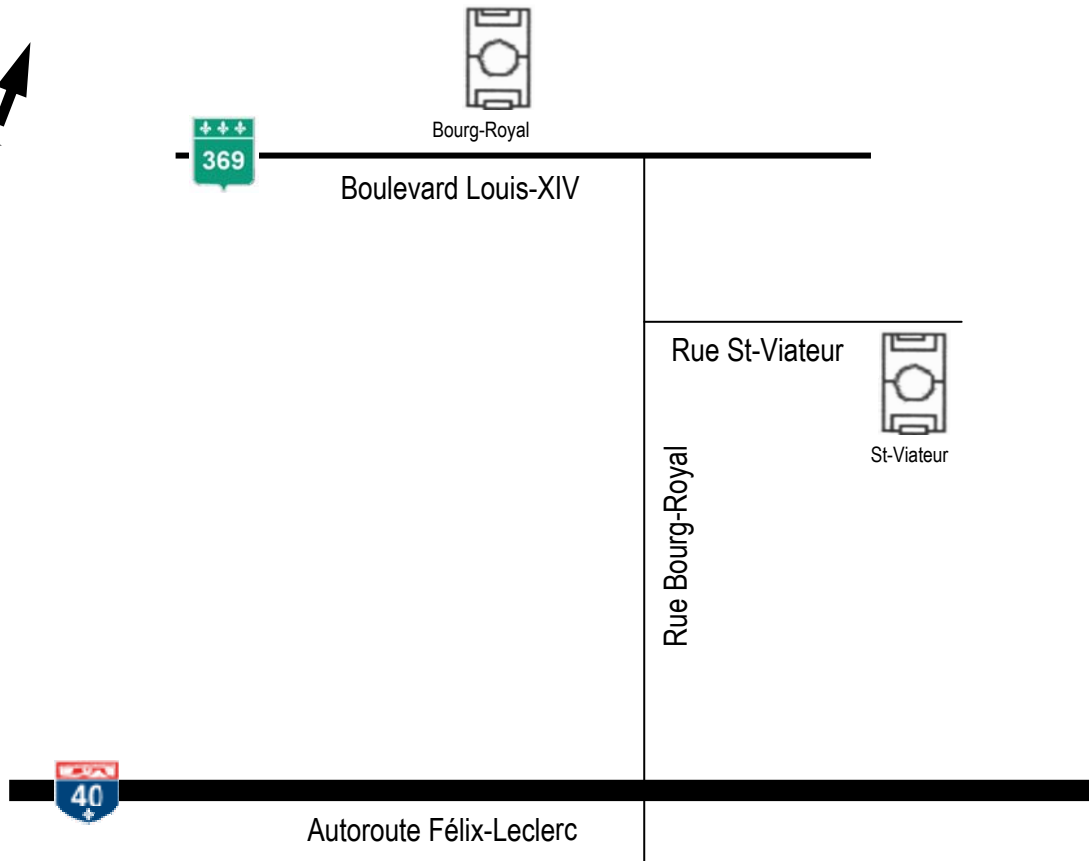 Bourg-Royal
369
Boulevard Louis-XIV
Rue St-Viateur
St-Viateur
Rue Bourg-Royal
40
Autoroute Félix-Leclerc